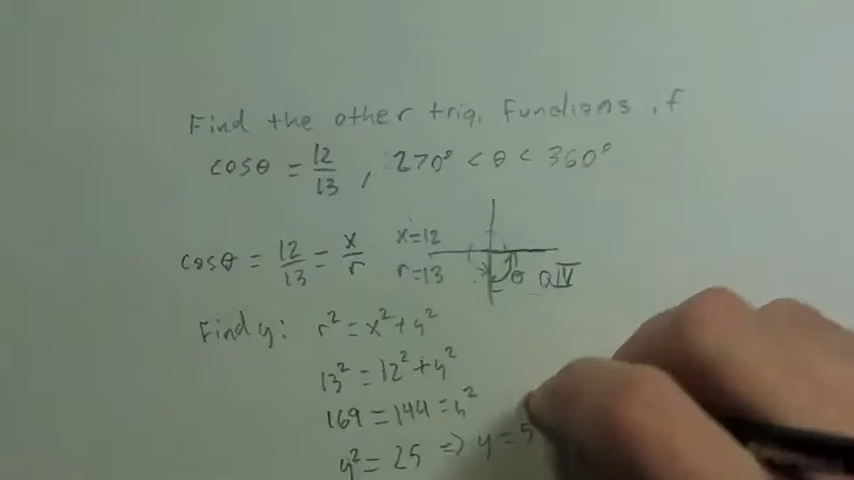 Find the other trig. Functions if
cosθ = 12/13, 270° < θ < 360°
cosθ = 12/13 = x/r x=12 r=13 θ QIV
Find y: r² = x² + y²
13² = 12² + y²
169 = 144 = y²
y² = 25 => y = 5